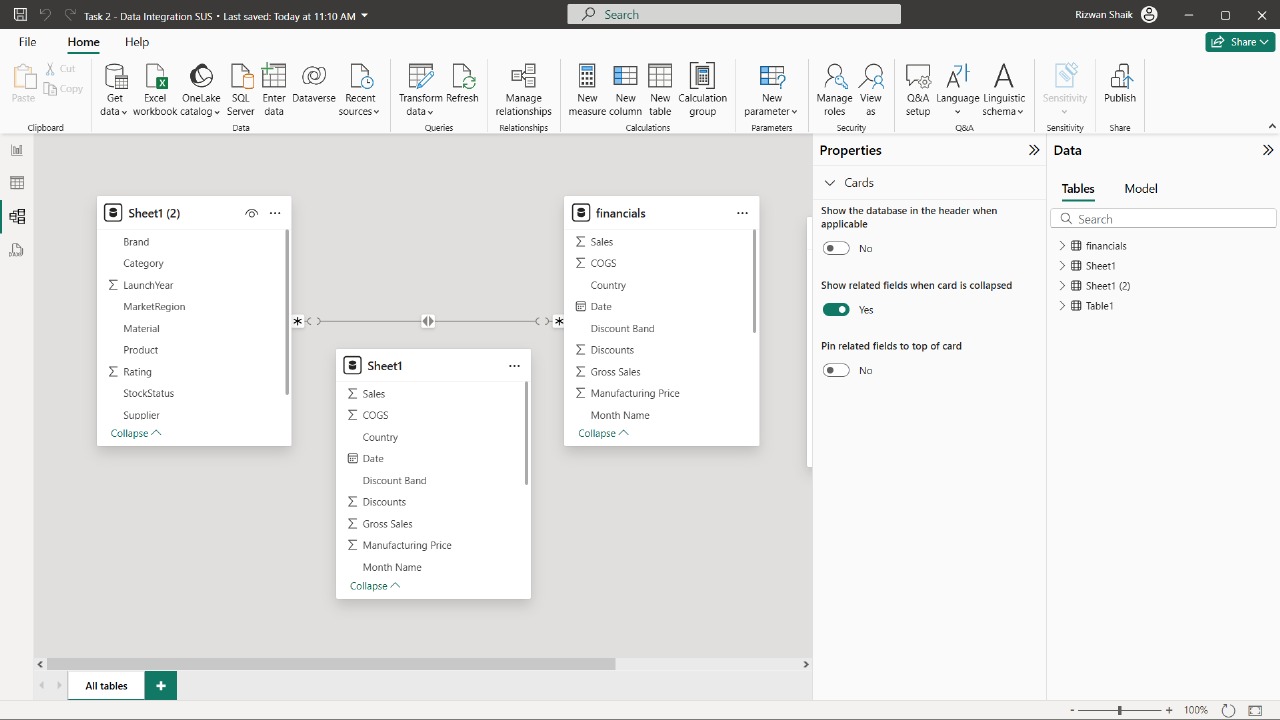 Task 2 - Data Integration SUS • Last saved: Today at 11:10 AM
Search
Rizwan Shaik
File
Home
Help
Share
Paste
Cut
Copy
Get data
Excel workbook
OneLake catalog
SQL Server
Enter data
Dataverse
Recent sources
Transform data
Refresh
Manage relationships
New measure
New column
New table
Calculation group
New parameter
Manage roles
View as
Q&A setup
Language
Linguistic schema
Sensitivity
Publish
Clipboard
Data
Queries
Relationships
Calculations
Parameters
Security
Q&A
Sensitivity
Share
Sheet1 (2)
Brand
Category
LaunchYear
MarketRegion
Material
Product
Rating
StockStatus
Supplier
Collapse
Sheet1
Sales
COGS
Country
Date
Discount Band
Discounts
Gross Sales
Manufacturing Price
Month Name
Collapse
financials
Sales
COGS
Country
Date
Discount Band
Discounts
Gross Sales
Manufacturing Price
Month Name
Collapse
Properties
Cards
Show the database in the header when
applicable
No
Show related fields when card is collapsed
Yes
Pin related fields to top of card
No
Data
Tables
Model
Search
financials
Sheet1
Sheet1 (2)
Table1
All tables
+
- + 100%